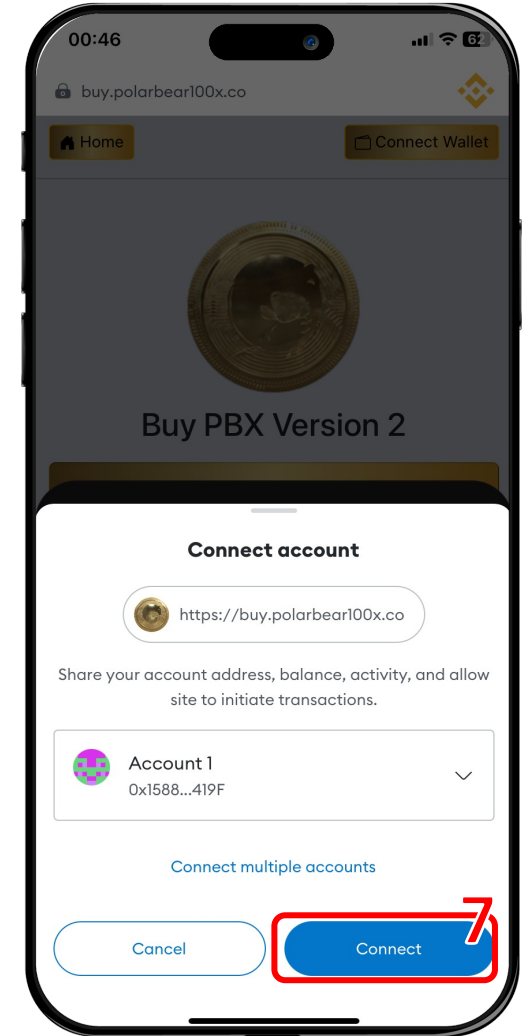 00:46
62
buy.polarbear100x.co
Home
Connect Wallet
Buy PBX Version 2
Connect account
https://buy.polarbear100x.co
Share your account address, balance, activity, and allow
site to initiate transactions.
Account 1
0x1588...419F
Connect multiple accounts
7
Cancel
Connect